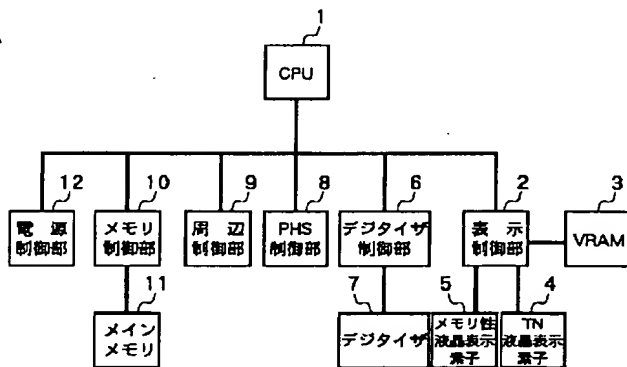 1
CPU
12
10
9
8
6
2
3
電源
制御部
メモリ
制御部
周辺
制御部
PHS
制御部
デジタイザ
制御部
表示
制御部
VRAM
11
7
5
4
メイン
メモリ
デジタイザ
メモリ性
液晶表示
素子
TN
液晶表示
素子